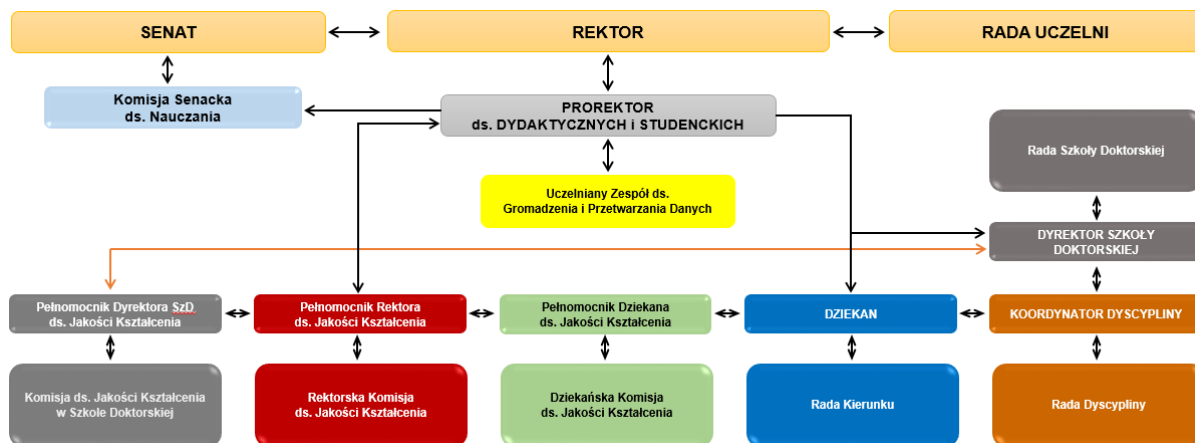 SENAT
REKTOR
RADA UCZELNI
Komisja Senacka
ds. Nauczania
PROREKTOR
ds. DYDAKTYCZNYCH i STUDENCKICH
Rada Szkoły Doktorskiej
Uczelniany Zespół ds.
Gromadzenia i Przetwarzania Danych
DYREKTOR SZKOŁY
DOKTORSKIEJ
Pełnomocnik Dyrektora SzD
ds. Jakości Kształcenia
Pełnomocnik Rektora
ds. Jakości Kształcenia
Pełnomocnik Dziekana
ds. Jakości Kształcenia
DZIEKAN
KOORDYNATOR DYSCYPLINY
Komisja ds. Jakości Kształcenia
w Szkole Doktorskiej
Rektorska Komisja
ds. Jakości Kształcenia
Dziekańska Komisja
ds. Jakości Kształcenia
Rada Kierunku
Rada Dyscypliny